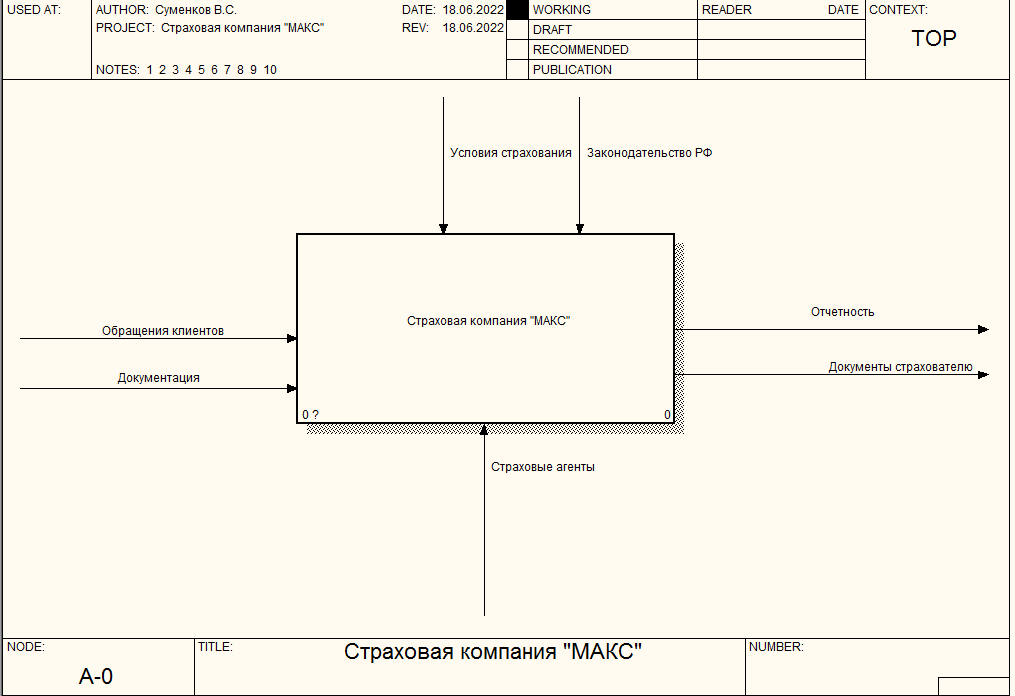 USED AT:
AUTHOR: Суменков В.С.
DATE: 18.06.2022
PROJECT: Страховая компания "МАКС"
REV: 18.06.2022
NOTES: 1 2 3 4 5 6 7 8 9 10
WORKING
DRAFT
RECOMMENDED
PUBLICATION
READER
DATE
CONTEXT:
TOP
Условия страхования
Законодательство РФ
Обращения клиентов
Документация
Страховая компания "МАКС"
0 ?
0
Отчетность
Документы страхователю
Страховые агенты
NODE:
A-0
TITLE:
Страховая компания "МАКС"
NUMBER: